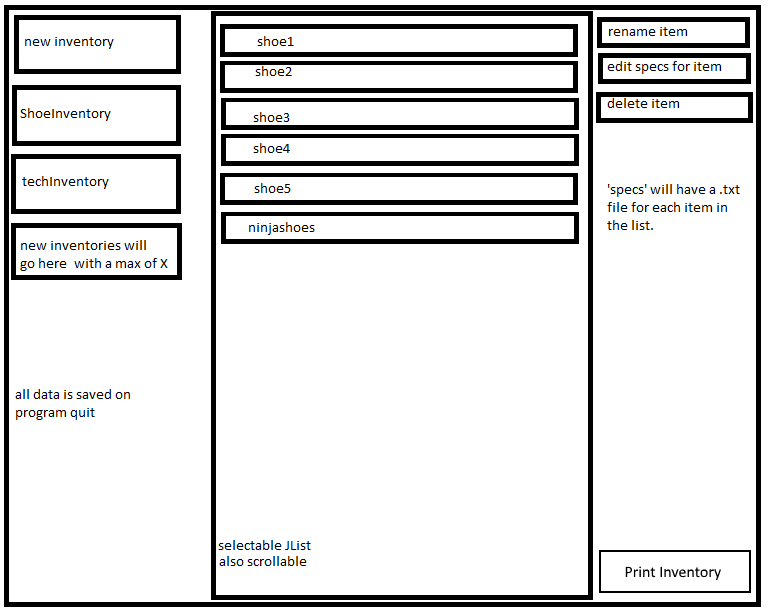 new inventory
ShoeInventory
techInventory
new inventories will
go here with a max of X
all data is saved on
program quit
shoe1
shoe2
shoe3
shoe4
shoe5
ninjashoes
selectable JList
also scrollable
rename item
edit specs for item
delete item
'specs' will have a .txt
file for each item in
the list.
Print Inventory